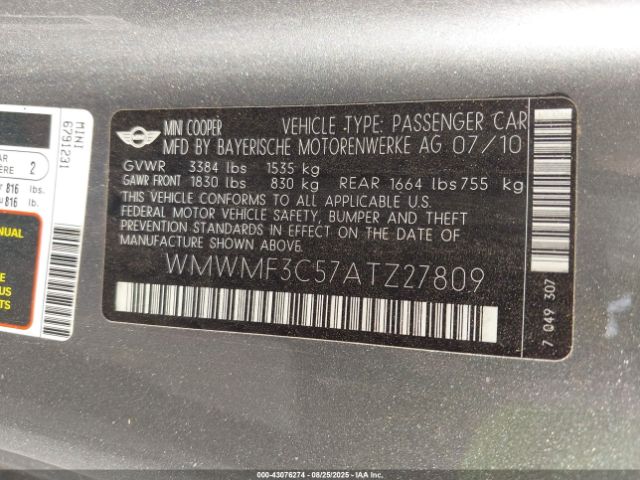 MINI COOPER VEHICLE TYPE: PASSENGER CAR
MFD BY BAYERISCHE MOTORENWERKE AG 07/10
GVWR 3384 lbs 1535 kg
GAWR FRONT 1830 lbs 830 kg REAR 1664 lbs 755 kg
THIS VEHICLE CONFORMS TO ALL APPLICABLE U.S.
FEDERAL MOTOR VEHICLE SAFETY, BUMPER AND THEFT
PREVENTION STANDARDS IN EFFECT ON THE DATE OF
MANUFACTURE SHOWN ABOVE.
WMWMF3C57ATZ27809
7 049 307
MINI
6791231
2
816 lbs.
816 lb.
MANUAL
000-43076274 - 08/25/2025 - IAAI.COM